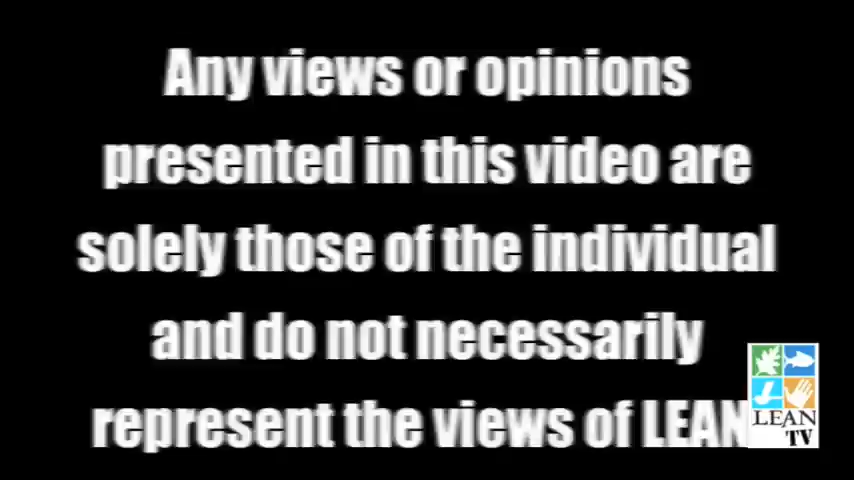 Any views or opinions
presented in this video are
solely those of the individual
and do not necessarily
represent the views of LEAN
LEAN
TV